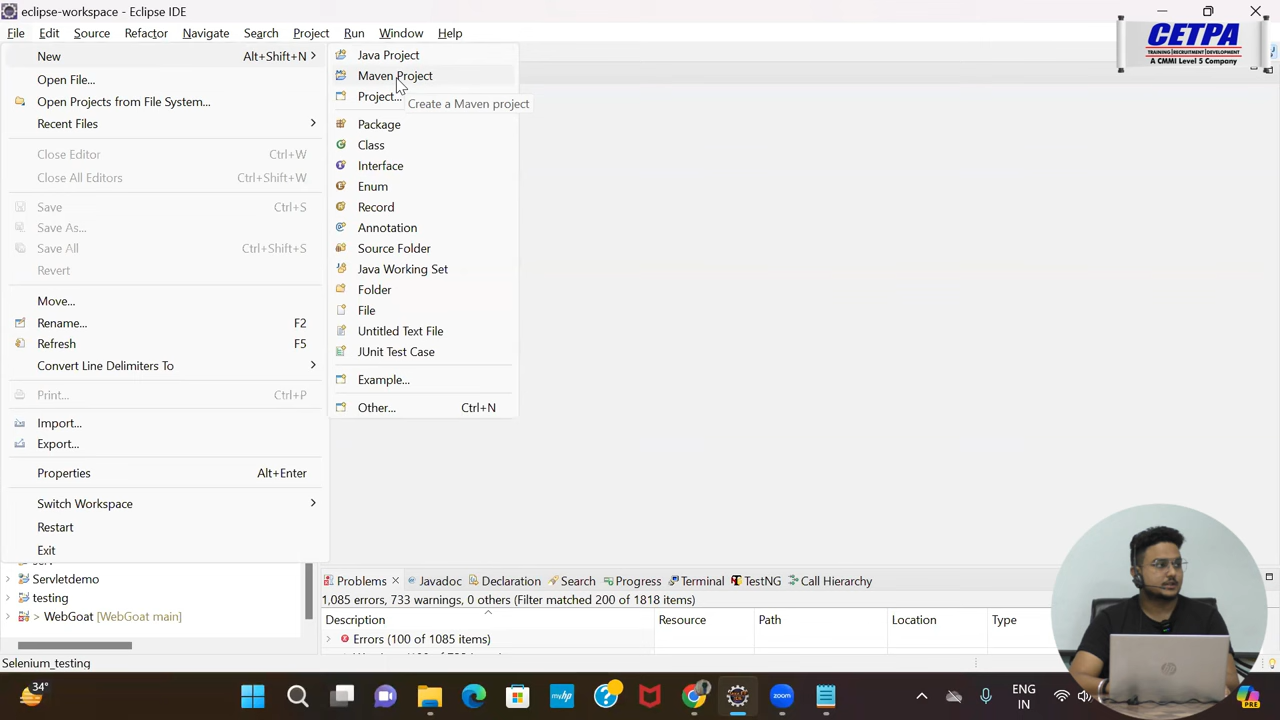 eclipse-workspace - Eclipse IDE
File Edit Source Refactor Navigate Search Project Run Window Help
CETPA
TRAINING|RECRUITMENT|DEVELOPMENT
A CMMI Level 5 Company
New Alt+Shift+N
Open File...
Open Projects from File System...
Recent Files
Close Editor Ctrl+W
Close All Editors Ctrl+Shift+W
Save Ctrl+S
Save As...
Save All Ctrl+Shift+S
Revert
Move...
Rename... F2
Refresh F5
Convert Line Delimiters To
Print... Ctrl+P
Import...
Export...
Properties Alt+Enter
Switch Workspace
Restart
Exit
Java Project
Maven Project
Project...
Create a Maven project
Package
Class
Interface
Enum
Record
Annotation
Source Folder
Java Working Set
Folder
File
Untitled Text File
JUnit Test Case
Example...
Other... Ctrl+N
Servletdemo
testing
> WebGoat [WebGoat main]
Problems Javadoc Declaration Search Progress Terminal TestNG Call Hierarchy
1,085 errors, 733 warnings, 0 others (Filter matched 200 of 1818 items)
Description Resource Path Location Type
Errors (100 of 1085 items)
Selenium_testing
34°
myhp
zoom
ENG
IN
PRE